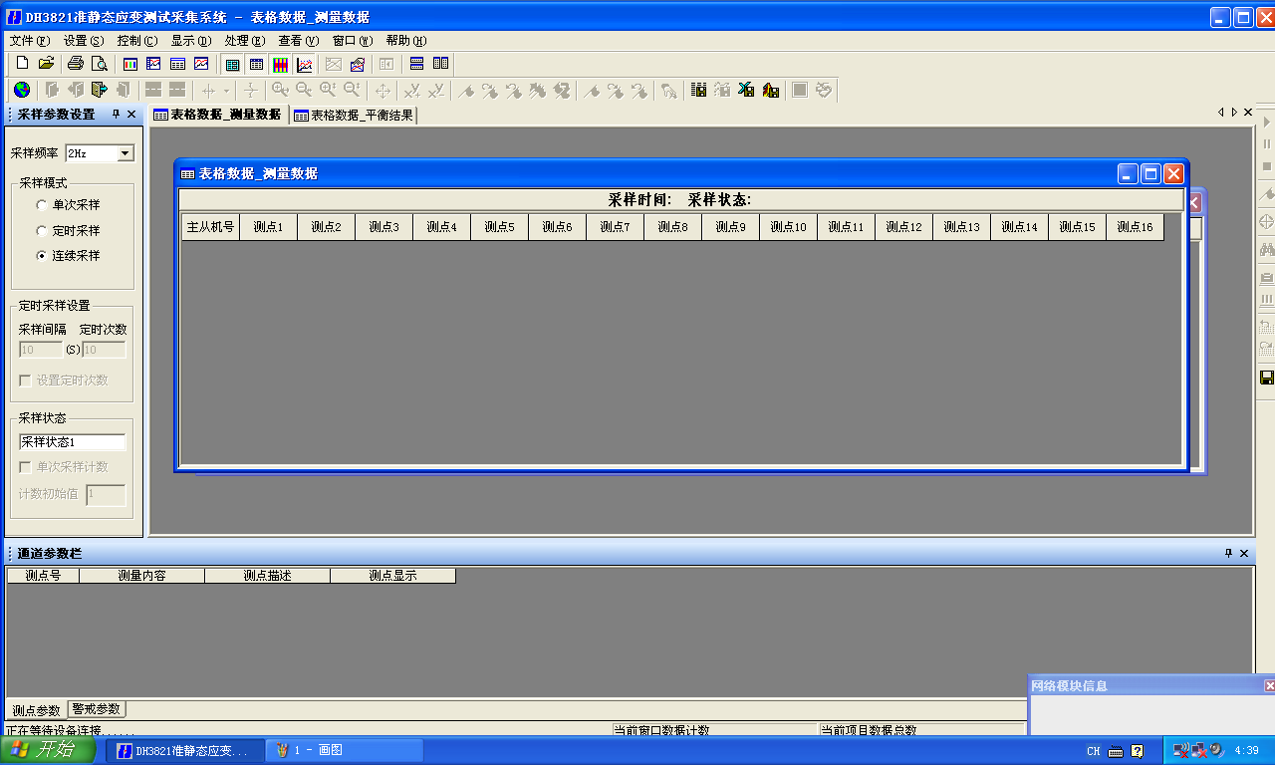 DH3821准静态应变测试采集系统 - 表格数据_测量数据
文件(F) 设置(S) 控制(C) 显示(D) 处理(E) 查看(V) 窗口(W) 帮助(H)
采样参数设置
表格数据_测量数据 表格数据_平衡结果
采样频率 2Hz
采样模式
单次采样
定时采样
连续采样
定时采样设置
采样间隔 定时次数
10 (S) 10
设置定时次数
采样状态
采样状态1
单次采样计数
计数初始值 1
表格数据_测量数据
采样时间: 采样状态:
主从机号 测点1 测点2 测点3 测点4 测点5 测点6 测点7 测点8 测点9 测点10 测点11 测点12 测点13 测点14 测点15 测点16
通道参数栏
测点号 测量内容 测点描述 测点显示
网络模块信息
测点参数 警戒参数
正在等待设备连接...... 当前窗口数据计数 当前项目数据总数
开始 DH3821准静态应变... 1 - 画图 CH 4:39